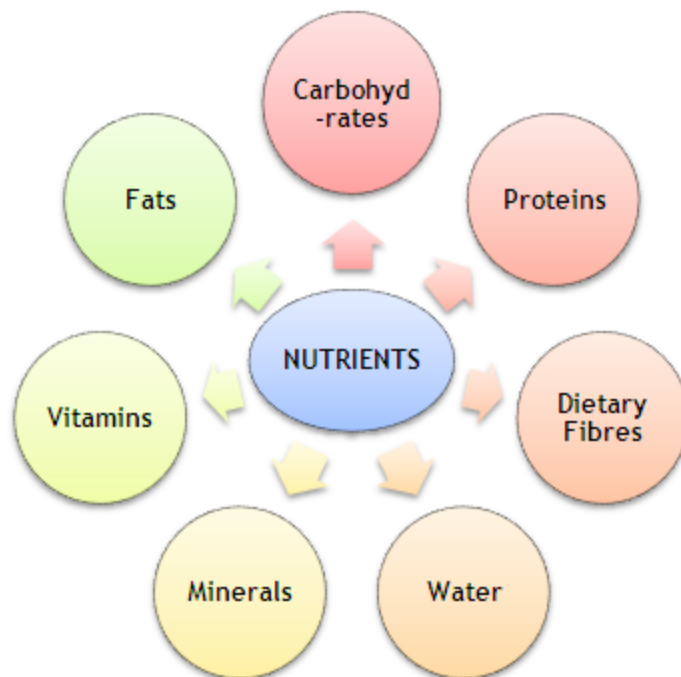 Carbohyd
-rates
Fats
Proteins
NUTRIENTS
Vitamins
Dietary
Fibres
Minerals
Water